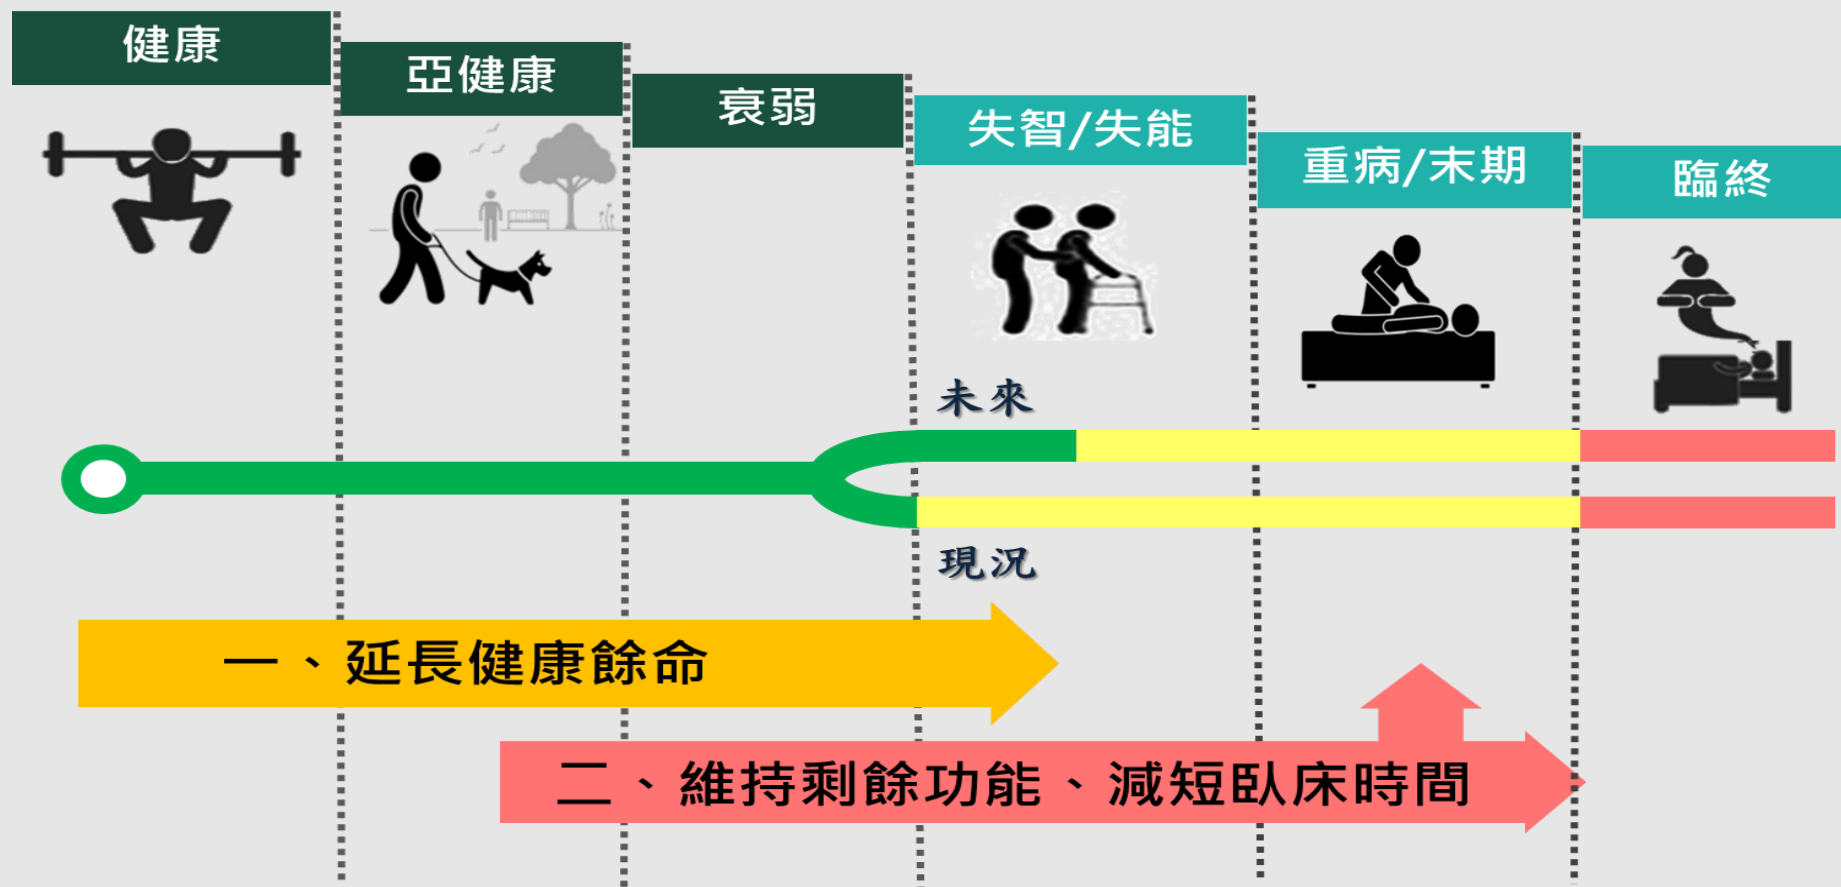 健康
亞健康
衰弱
失智/失能
重病/末期
臨終
未來
現況
一、延長健康餘命
二、維持剩餘功能、減短臥床時間